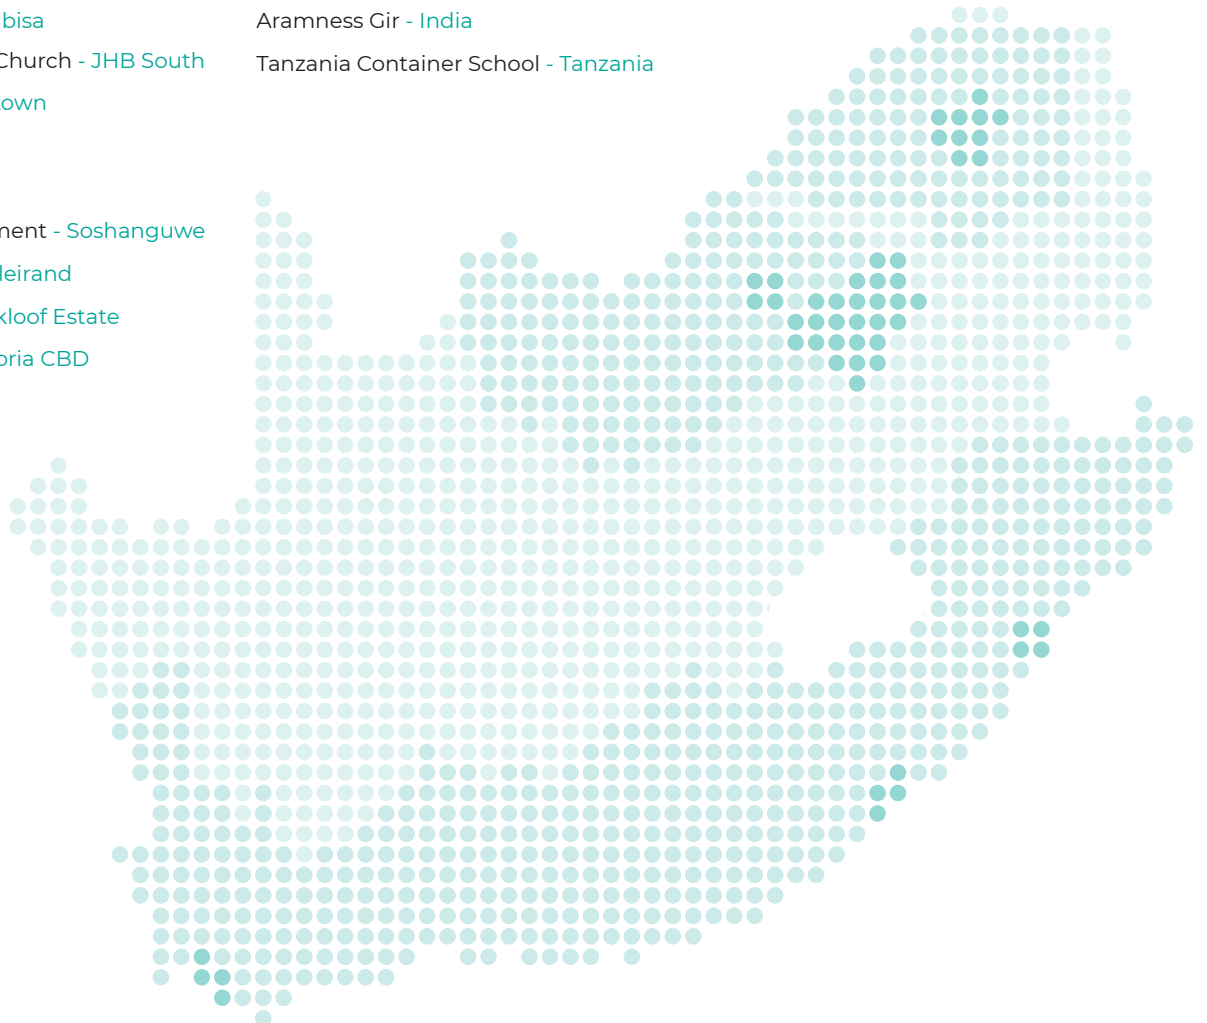 bisa
Church - JHB South
own
ment - Soshanguwe
leirand
kloof Estate
oria CBD
Aramness Gir - India
Tanzania Container School - Tanzania